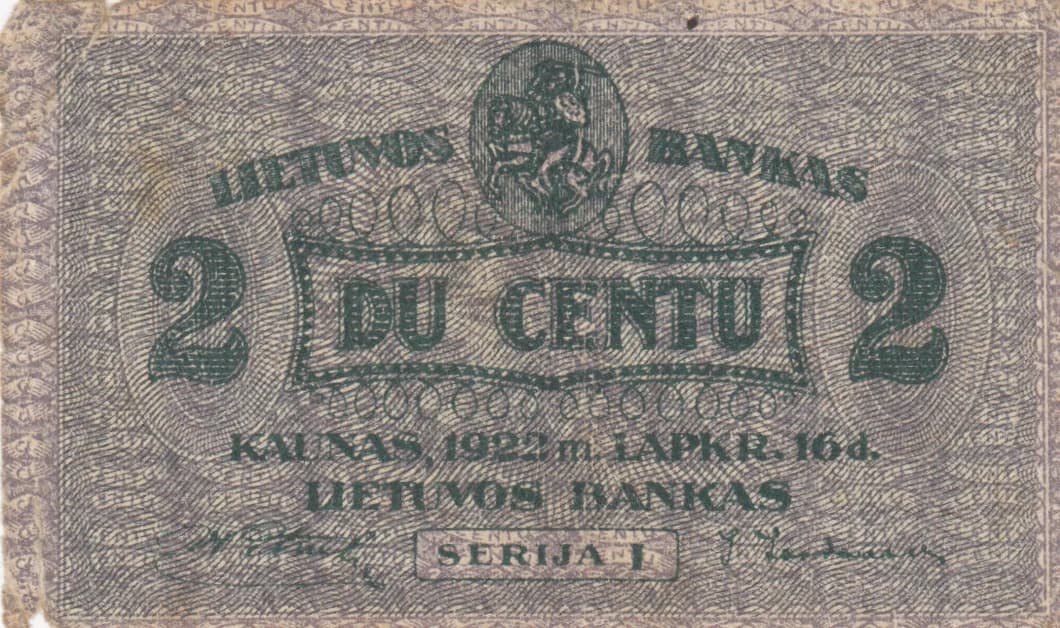 LIETUVOS BANKAS
2 DU CENTU 2
KAUNAS, 1922 m. LAPKR. 16 d.
LIETUVOS BANKAS
SERIJA I